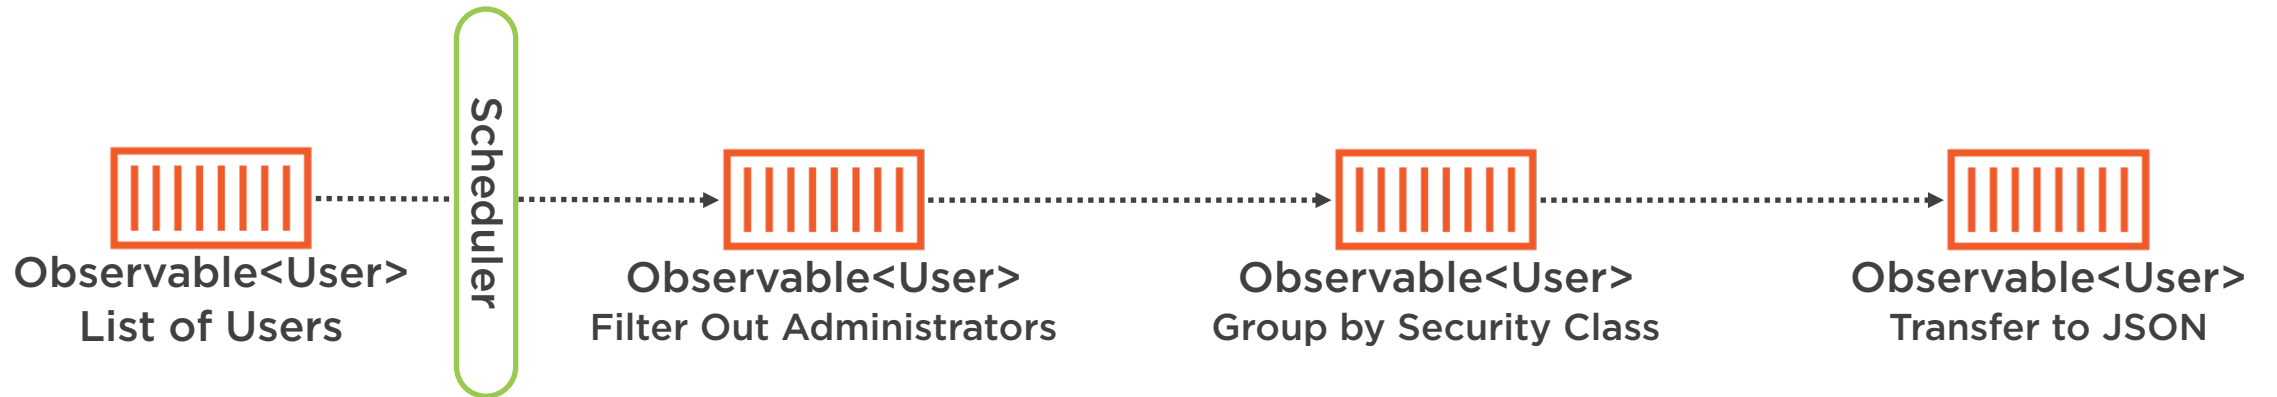 Observable<User>
List of Users
Scheduler
Observable<User>
Filter Out Administrators
Observable<User>
Group by Security Class
Observable<User>
Transfer to JSON